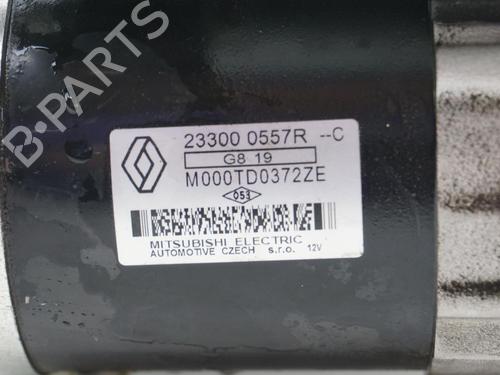 B-PARTS
23300 0557R --C
G8 19
M000TD0372ZE
053
MITSUBISHI ELECTRIC
AUTOMOTIVE CZECH s.r.o. 12V